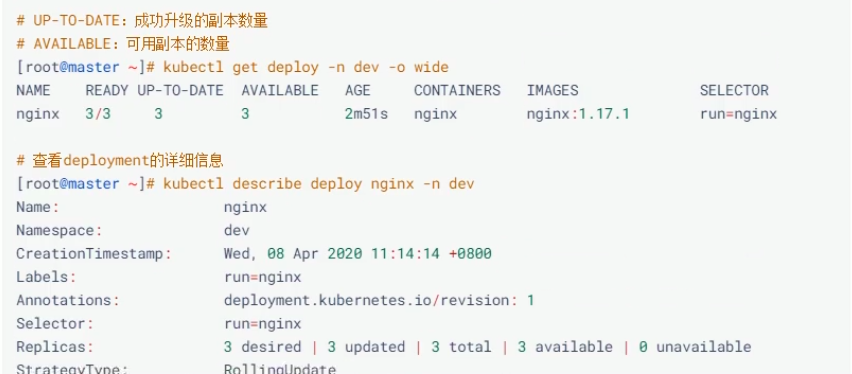 # UP-TO-DATE：成功升级的副本数量
# AVAILABLE：可用副本的数量
[root@master ~]# kubectl get deploy -n dev -o wide
NAME READY UP-TO-DATE AVAILABLE AGE CONTAINERS IMAGES SELECTOR
nginx 3/3 3 3 2m51s nginx nginx:1.17.1 run=nginx
# 查看deployment的详细信息
[root@master ~]# kubectl describe deploy nginx -n dev
Name: nginx
Namespace: dev
CreationTimestamp: Wed, 08 Apr 2020 11:14:14 +0800
Labels: run=nginx
Annotations: deployment.kubernetes.io/revision: 1
Selector: run=nginx
Replicas: 3 desired | 3 updated | 3 total | 3 available | 0 unavailable
StrategyType: RollingUpdate